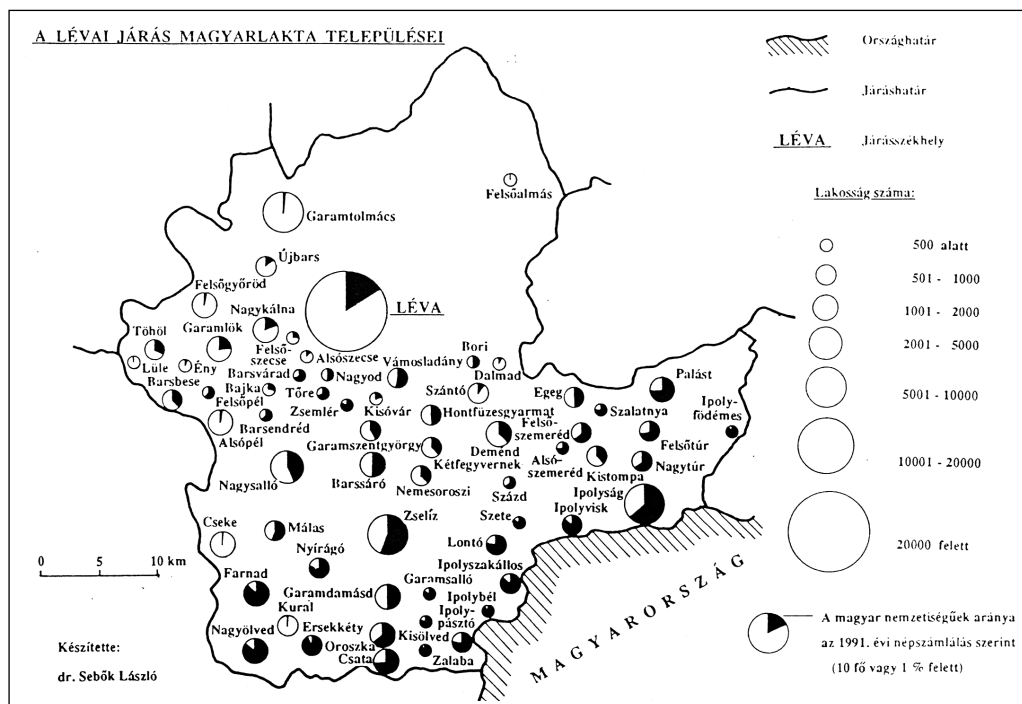 A LÉVAI JÁRÁS MAGYARLAKTA TELEPÜLÉSEI
Országhatár
Járáshatár
LÉVA Járásszékhely
Lakosság száma:
500 alatt
501 - 1000
1001 - 2000
2001 - 5000
5001 - 10000
10001 - 20000
20000 felett
A magyar nemzetiségűek aránya
az 1991. évi népszámlálás szerint
(10 fő vagy 1 % felett)
Felsőalmás
Garamtolmács
Újbars
Felsőgyőröd
LÉVA
Nagykálna
Töhöl
Garamlök
Felső-
szecse
Alsószecse
Bori
Vámosladány
Lüle
Ény
Barsvárad
Nagyod
Dalmad
Palást
Barsbese
Bajka
Tőre
Szántó
Egeg
Ipoly-
födémes
Felsőpél
Zsemlér
Kisóvár
Hontfüzesgyarmat
Szalatnya
Barsendréd
Felső-
szemeréd
Alsópél
Garamszentgyörgy
Deménd
Alsó-
szemeréd
Felsőtúr
Kétfegyvernek
Kistompa
Nagytúr
Nagysalló
Barssáró
Nemesoroszi
Százd
Ipolyság
Cseke
Málas
Zselíz
Szete
Ipolyvisk
Nyírágó
Lontó
0 5 10 km
Ipolyszakállos
Farnad
Garamsalló
Garamdamásd
Ipolybél
Kural
Ipoly-
pásztó
Nagyölved
Ersekkéty
Oroszka
Kisölved
Csata
Zalaba
MAGYARORSZÁG
Készítette:
dr. Sebők László